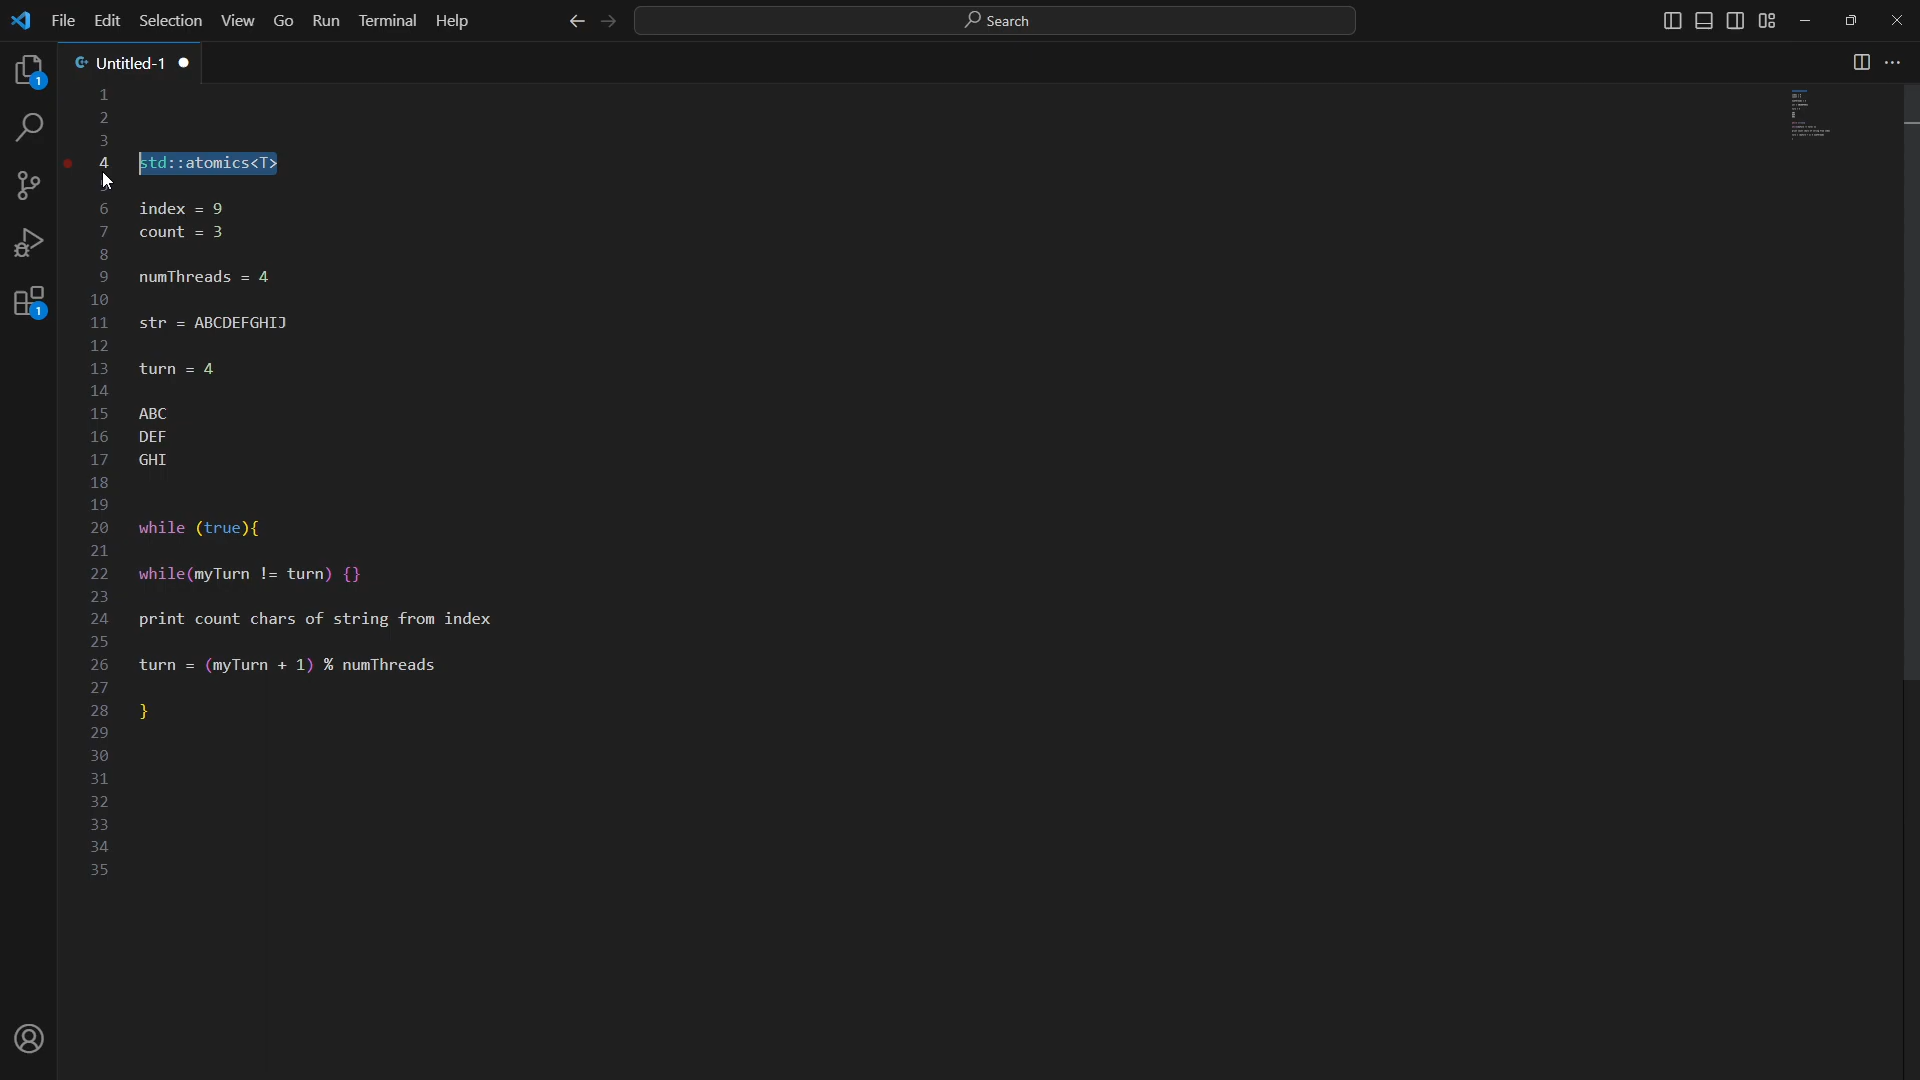 File Edit Selection View Go Run Terminal Help
Search
Untitled-1
1
1
1
2
3
4 std::atomics<T>
6 index = 9
7 count = 3
8
9 numThreads = 4
10
11 str = ABCDEFGHIJ
12
13 turn = 4
14
15 ABC
16 DEF
17 GHI
18
19
20 while (true){
21
22 while(myTurn != turn) {}
23
24 print count chars of string from index
25
26 turn = (myTurn + 1) % numThreads
27
28 }
29
30
31
32
33
34
35